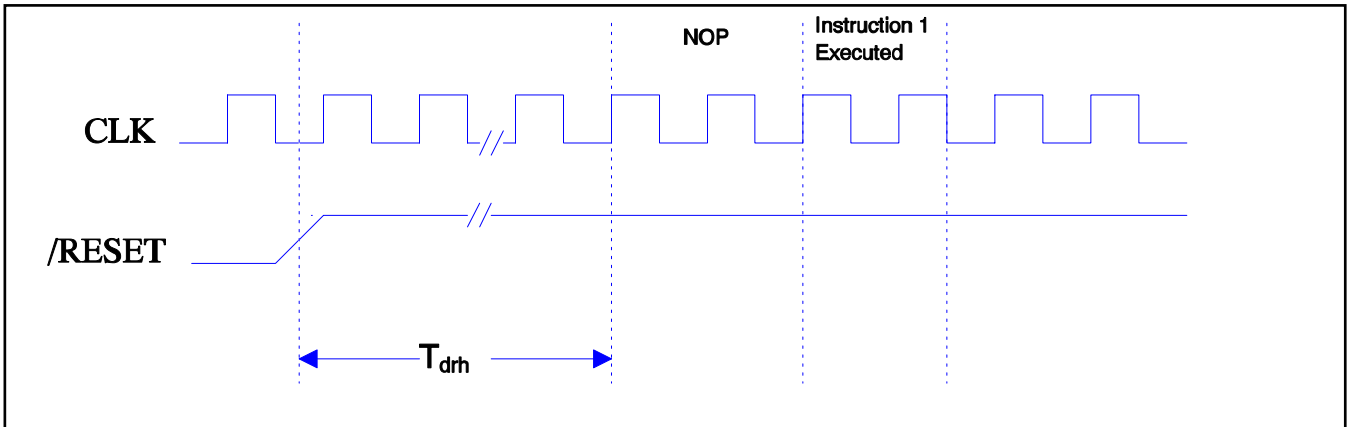 NOP
Instruction 1
Executed
CLK
/RESET
Tdrh